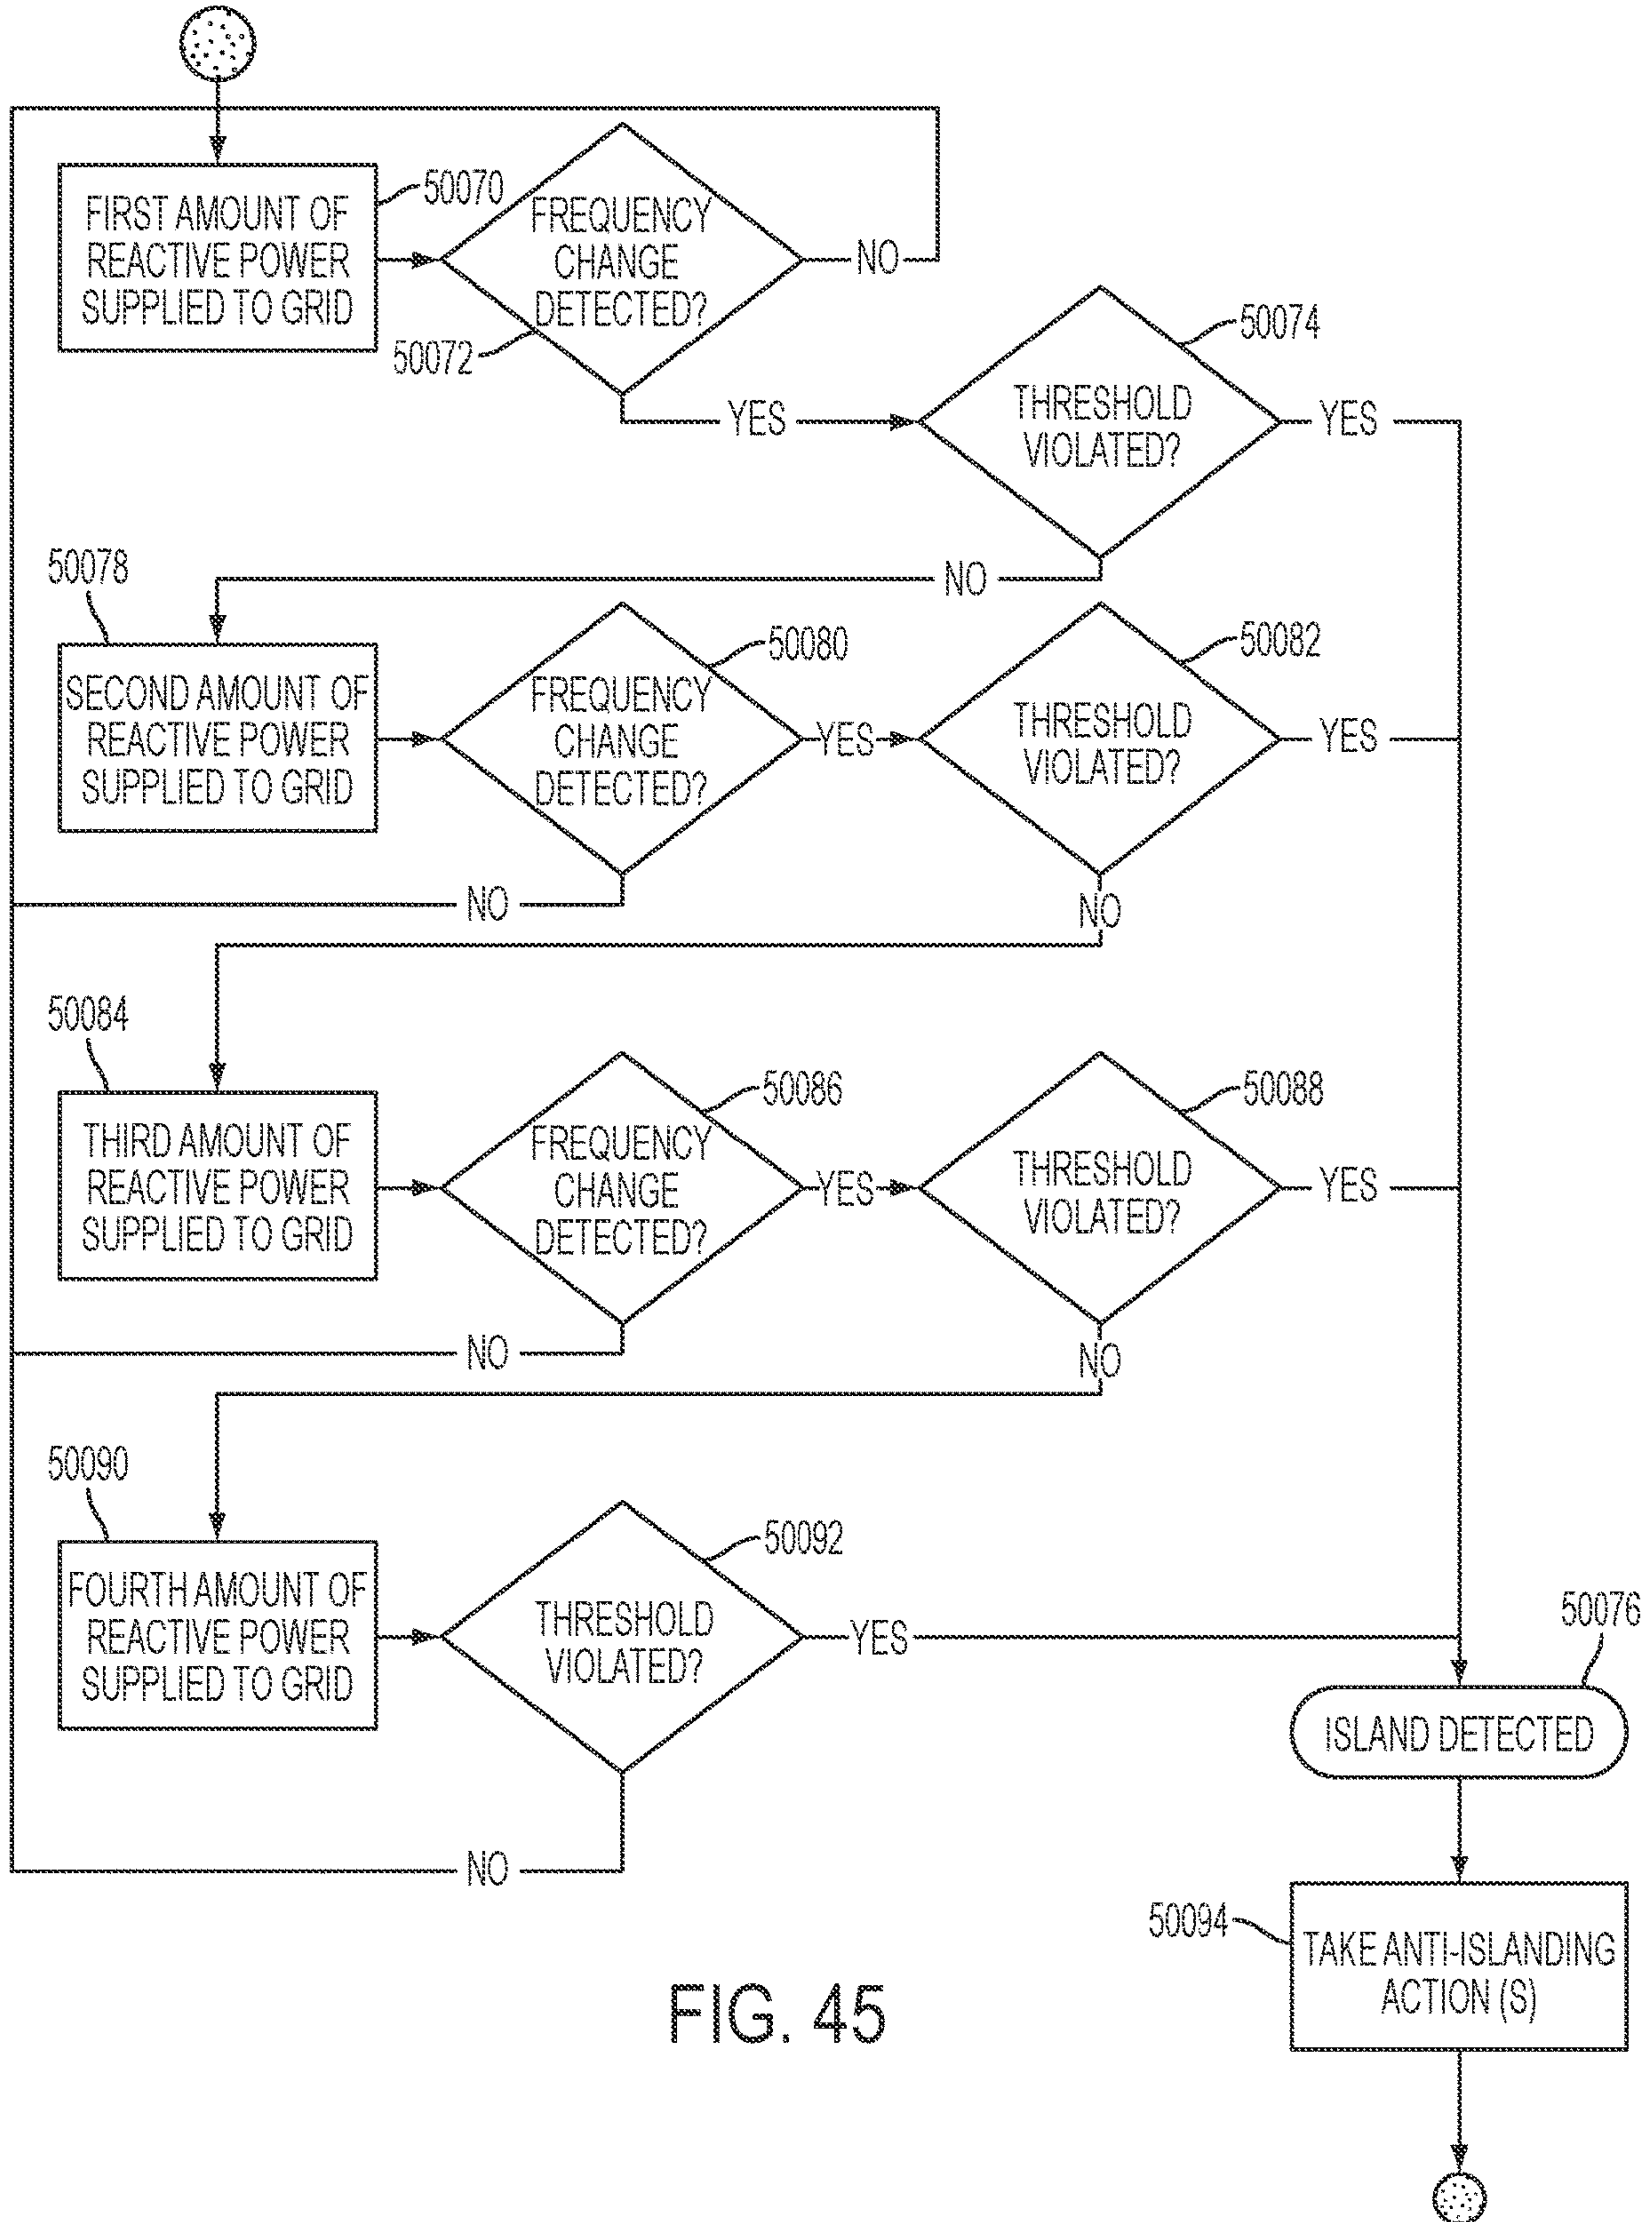 FIRST AMOUNT OF
REACTIVE POWER
SUPPLIED TO GRID
50070
FREQUENCY
CHANGE
DETECTED?
50072
NO
YES
50074
THRESHOLD
VIOLATED?
YES
NO
50078
SECOND AMOUNT OF
REACTIVE POWER
SUPPLIED TO GRID
50080
FREQUENCY
CHANGE
DETECTED?
YES
NO
50082
THRESHOLD
VIOLATED?
YES
NO
50084
THIRD AMOUNT OF
REACTIVE POWER
SUPPLIED TO GRID
50086
FREQUENCY
CHANGE
DETECTED?
YES
NO
50088
THRESHOLD
VIOLATED?
YES
NO
50090
FOURTH AMOUNT OF
REACTIVE POWER
SUPPLIED TO GRID
50092
THRESHOLD
VIOLATED?
YES
NO
50076
ISLAND DETECTED
50094
TAKE ANTI-ISLANDING
ACTION (S)
FIG. 45